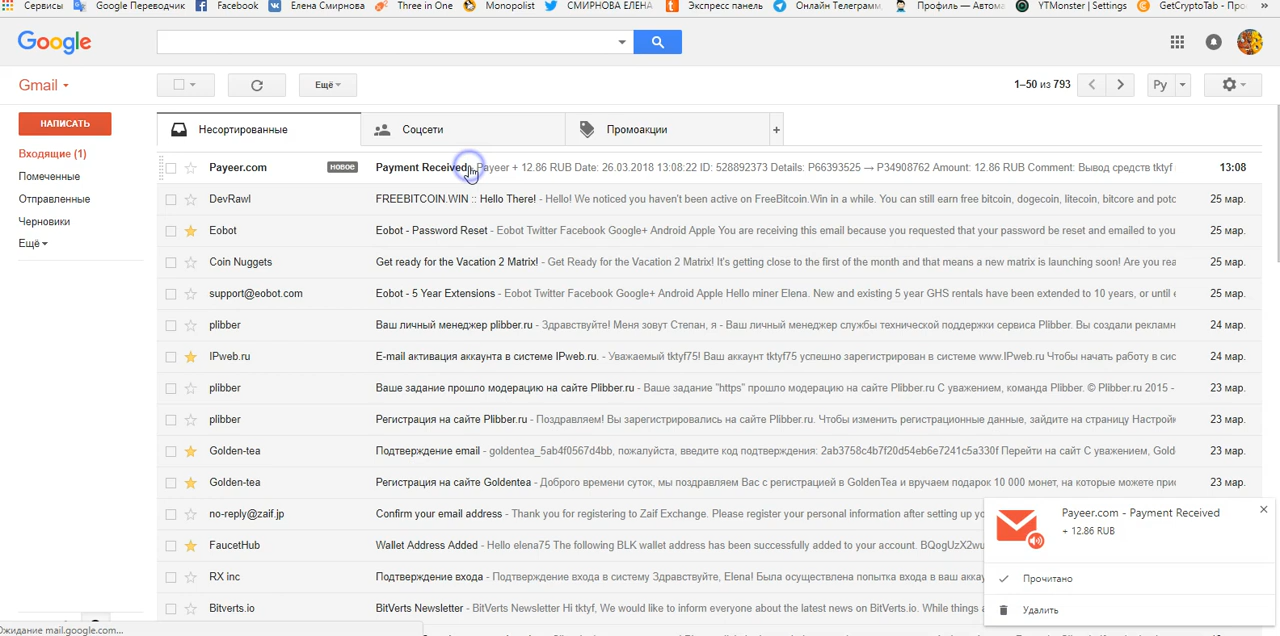 Сервисы Google Переводчик Facebook Елена Смирнова Three in One Monopolist СМИРНОВА ЕЛЕНА Экспресс панель Онлайн Телеграмм Профиль — Автома YTMonster | Settings GetCryptoTab - Про »
Google
Gmail Ещё 1–50 из 793 Ру
НАПИСАТЬ
Входящие (1)
Помеченные
Отправленные
Черновики
Ещё
Несортированные Соцсети Промоакции +
Payeer.com новое Payment Received - Payeer + 12.86 RUB Date: 26.03.2018 13:08:22 ID: 528892373 Details: P66393525 → P34908762 Amount: 12.86 RUB Comment: Вывод средств tktyf 13:08
DevRawl FREEBITCOIN.WIN :: Hello There! - Hello! We noticed you haven't been active on FreeBitcoin.Win in a while. You can still earn free bitcoin, dogecoin, litecoin, bitcore and potc 25 мар.
Eobot Eobot - Password Reset - Eobot Twitter Facebook Google+ Android Apple You are receiving this email because you requested that your password be reset and emailed to you 25 мар.
Coin Nuggets Get ready for the Vacation 2 Matrix! - Get Ready for the Vacation 2 Matrix! It's getting close to the first of the month and that means a new matrix is launching soon! Are you rea 25 мар.
support@eobot.com Eobot - 5 Year Extensions - Eobot Twitter Facebook Google+ Android Apple Hello miner Elena. New and existing 5 year GHS rentals have been extended to 10 years, or until e 25 мар.
plibber Ваш личный менеджер plibber.ru - Здравствуйте! Меня зовут Степан, я - Ваш личный менеджер службы технической поддержки сервиса Plibber. Вы создали рекламн 24 мар.
IPweb.ru E-mail активация аккаунта в системе IPweb.ru. - Уважаемый tktyf75! Ваш аккаунт tktyf75 успешно зарегистрирован в системе www.IPweb.ru Чтобы начать работу в сис 24 мар.
plibber Ваше задание прошло модерацию на сайте Plibber.ru - Ваше задание "https" прошло модерацию на сайте Plibber.ru С уважением, команда Plibber. © Plibber.ru 2015 - 23 мар.
plibber Регистрация на сайте Plibber.ru - Поздравляем! Вы зарегистрировались на сайте Plibber.ru. Чтобы изменить регистрационные данные, зайдите на страницу Настройк 23 мар.
Golden-tea Подтверждение email - goldentea_5ab4f0567d4bb, пожалуйста, введите код подтверждения: 2ab3758c4b7f20d54eb6e7241c5a330f Перейти на сайт С уважением, Gold 23 мар.
Golden-tea Регистрация на сайте Goldentea - Доброго времени суток, мы поздравляем Вас с регистрацией в GoldenTea и вручаем подарок 10 000 монет, на которые можете при 23 мар.
no-reply@zaif.jp Confirm your email address - Thank you for registering to Zaif Exchange. Please register your personal information after setting up yo
FaucetHub Wallet Address Added - Hello elena75 The following BLK wallet address has been successfully added to your account. BQogUzX2wu
RX inc Подтверждение входа - Подтверждение входа в систему Здравствуйте, Elena! Была осуществлена попытка входа в ваш акка
Bitverts.io BitVerts Newsletter - BitVerts Newsletter Hi tktyf, We would like to inform everyone about the latest news on BitVerts.io. While things a
Payeer.com - Payment Received
+ 12.86 RUB
Прочитано
Удалить
Ожидание mail.google.com...